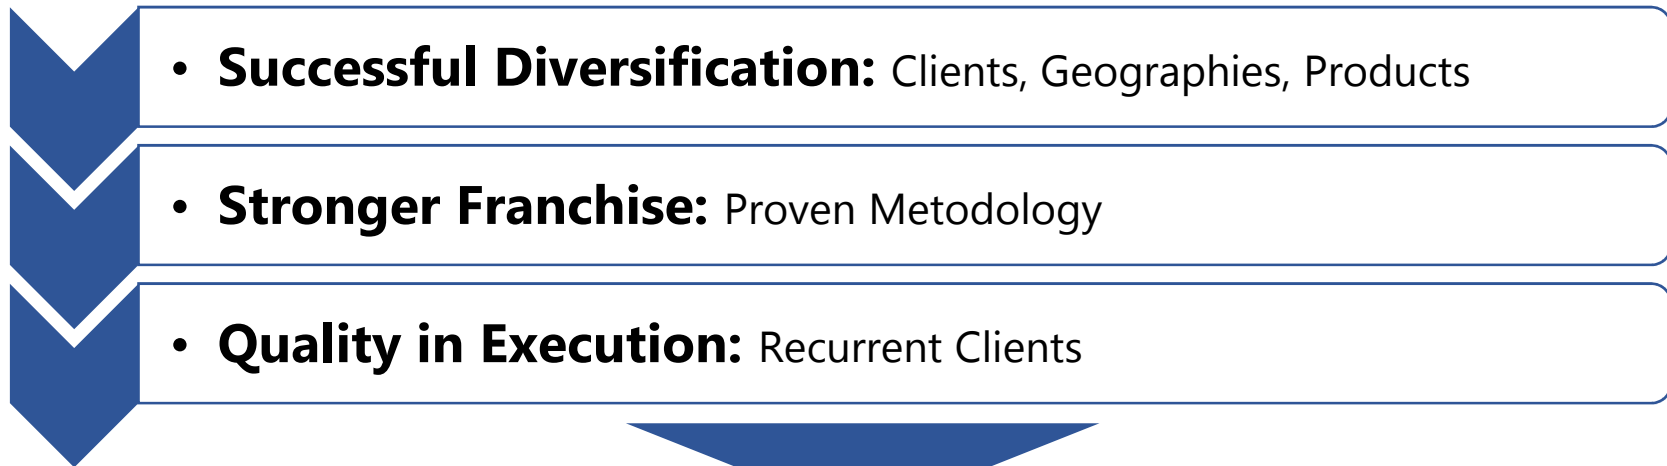 • Successful Diversification: Clients, Geographies, Products
• Stronger Franchise: Proven Metodology
• Quality in Execution: Recurrent Clients